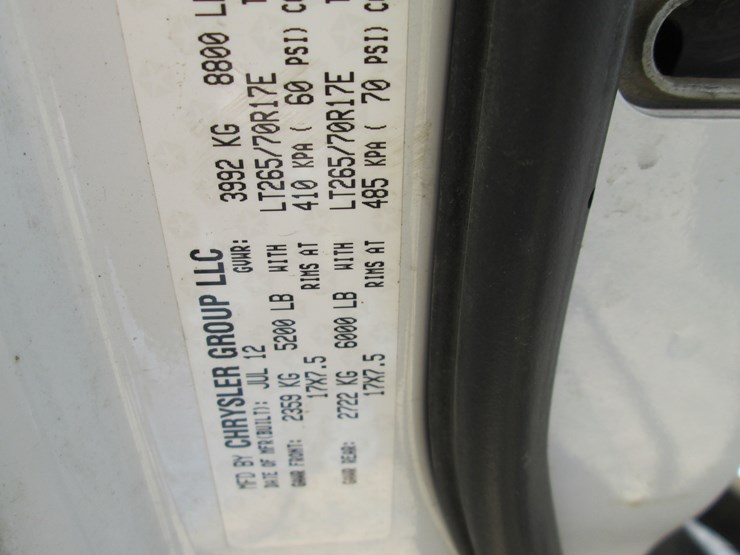 MFD BY CHRYSLER GROUP LLC
DATE OF MFR(BUILT): JUL 12 GVWR: 3992 KG 8800 L
GAWR FRONT: 2359 KG 5200 LB WITH LT265/70R17E T
17X7.5 RIMS AT 410 KPA ( 60 PSI) CO
GAWR REAR: 2722 KG 6000 LB WITH LT265/70R17E T
17X7.5 RIMS AT 485 KPA ( 70 PSI) C